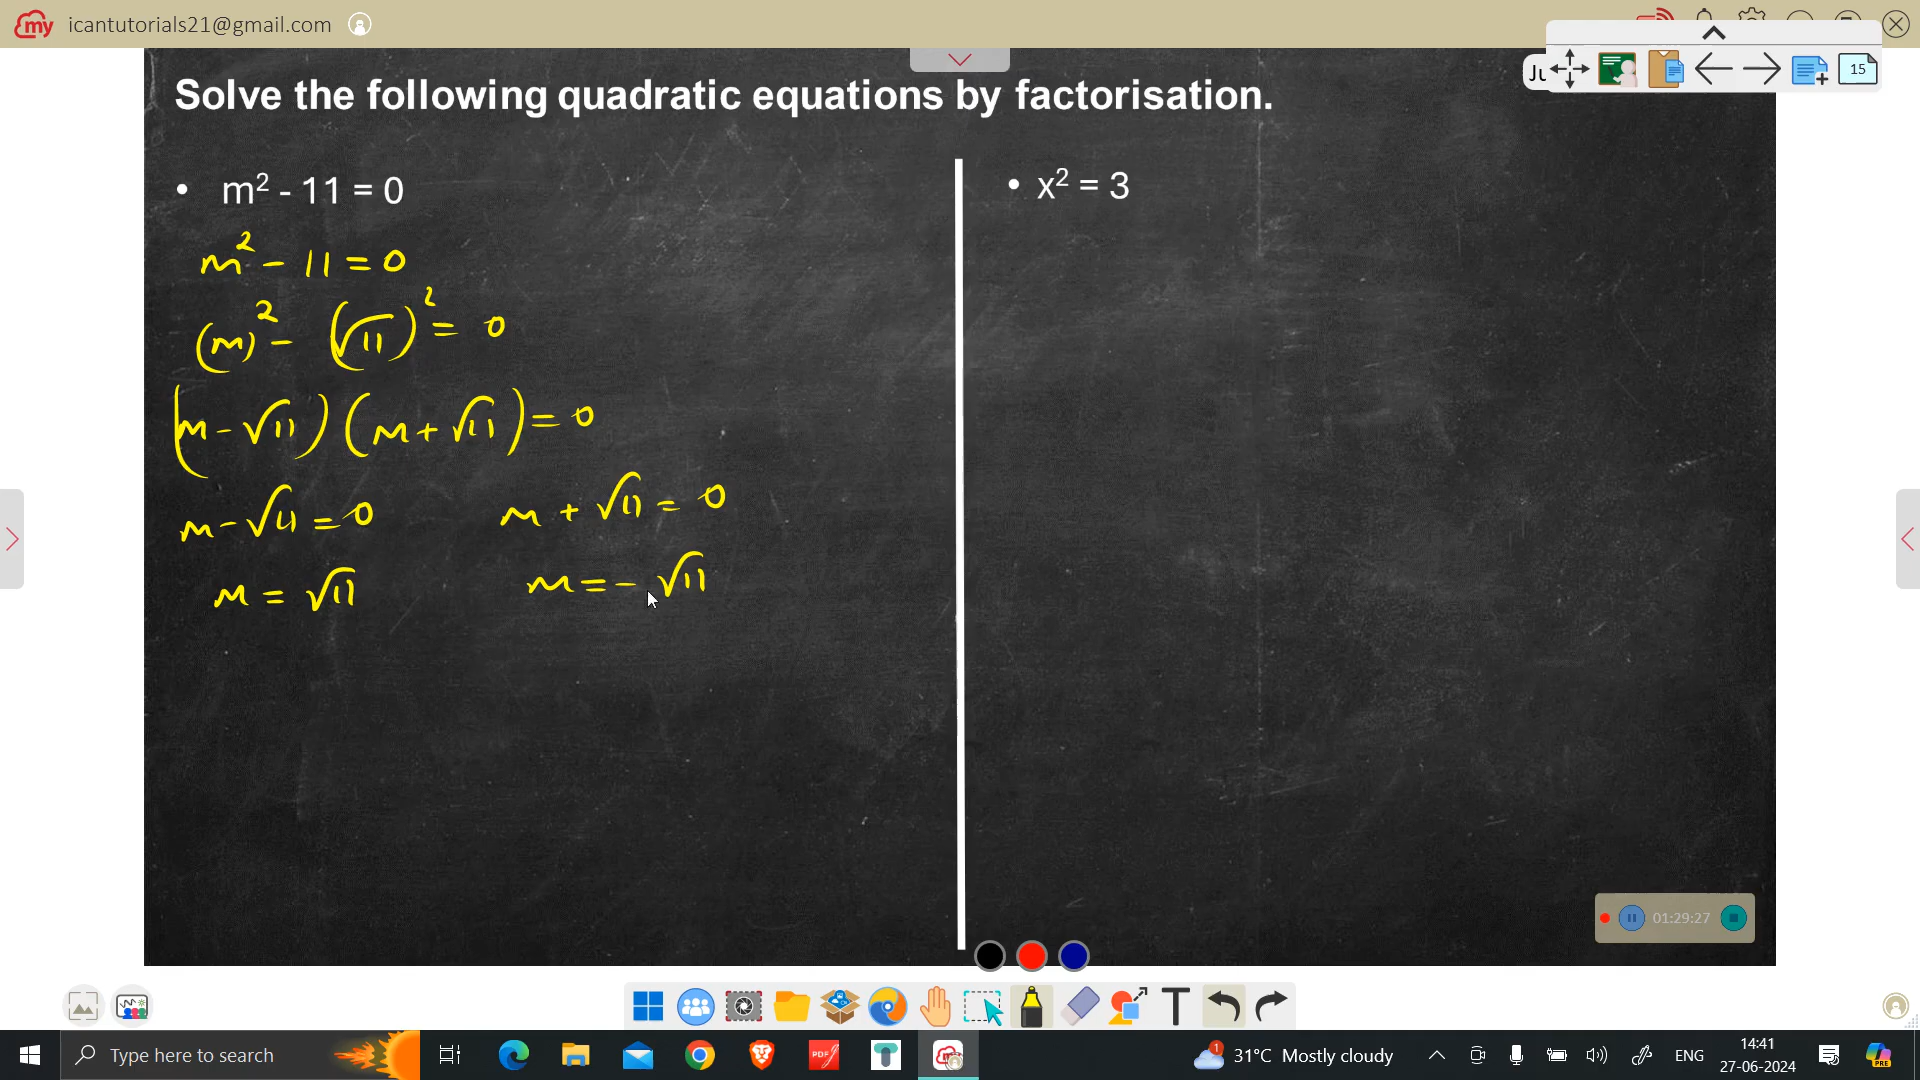 my icantutorials21@gmail.com
15
Solve the following quadratic equations by factorisation.
• m² - 11 = 0
m² - 11 = 0
(m)² - (√11)² = 0
(m - √11) (m + √11) = 0
m - √11 = 0 m + √11 = 0
m = √11 m = - √11
• x² = 3
01:29:27
Type here to search
31°C Mostly cloudy
ENG
14:41
27-06-2024